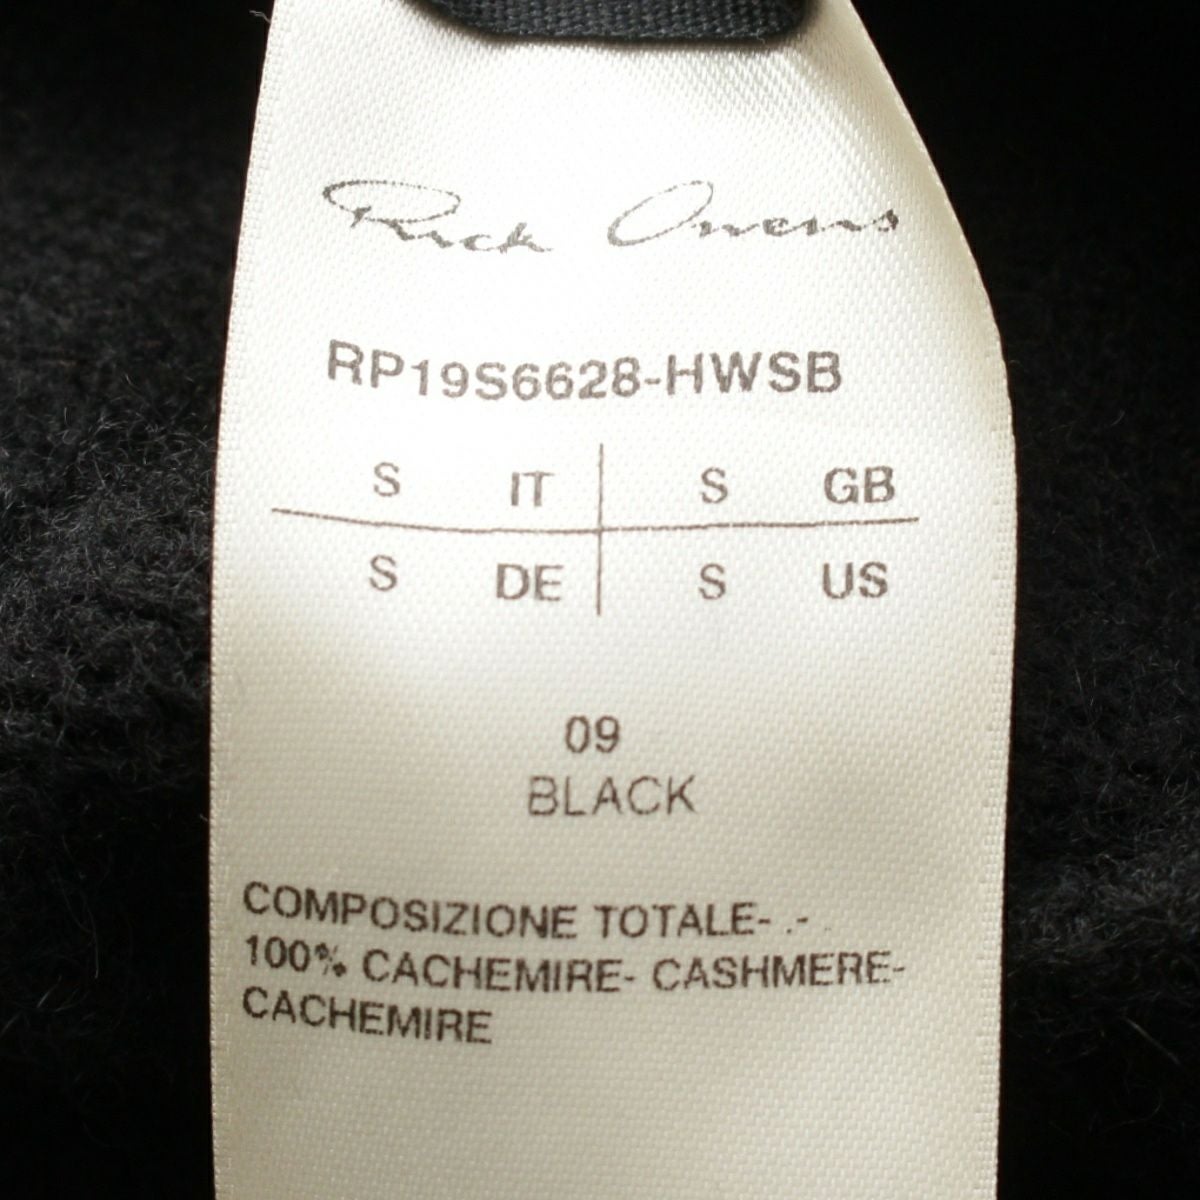 Rick Owens
RP19S6628-HWSB
S IT S GB
S DE S US
09
BLACK
COMPOSIZIONE TOTALE- .-
100% CACHEMIRE- CASHMERE-
CACHEMIRE